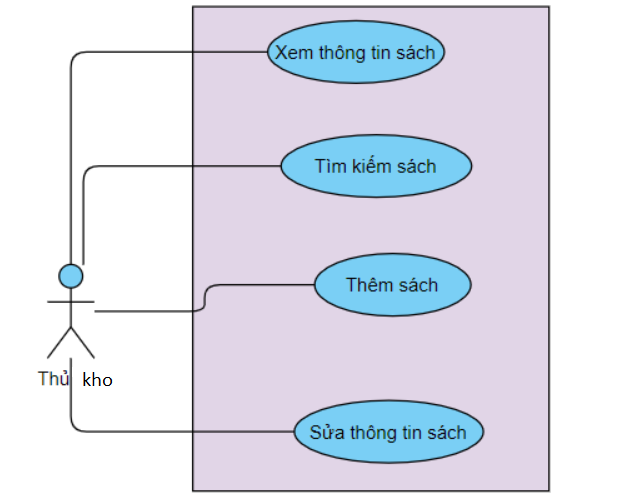 Xem thông tin sách
Tìm kiếm sách
Thêm sách
Thủ kho
Sửa thông tin sách